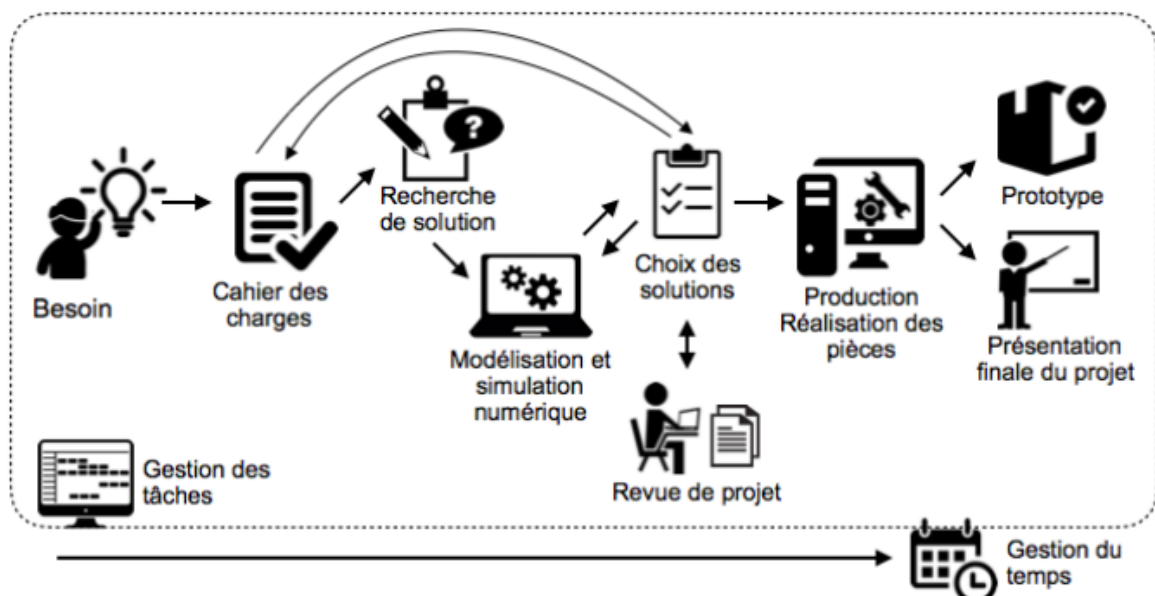 Besoin
Cahier des
charges
?
Recherche
de solution
Modélisation et
simulation
numérique
Choix des
solutions
Revue de projet
Production
Réalisation des
pièces
Prototype
Présentation
finale du projet
Gestion des
tâches
Gestion du
temps